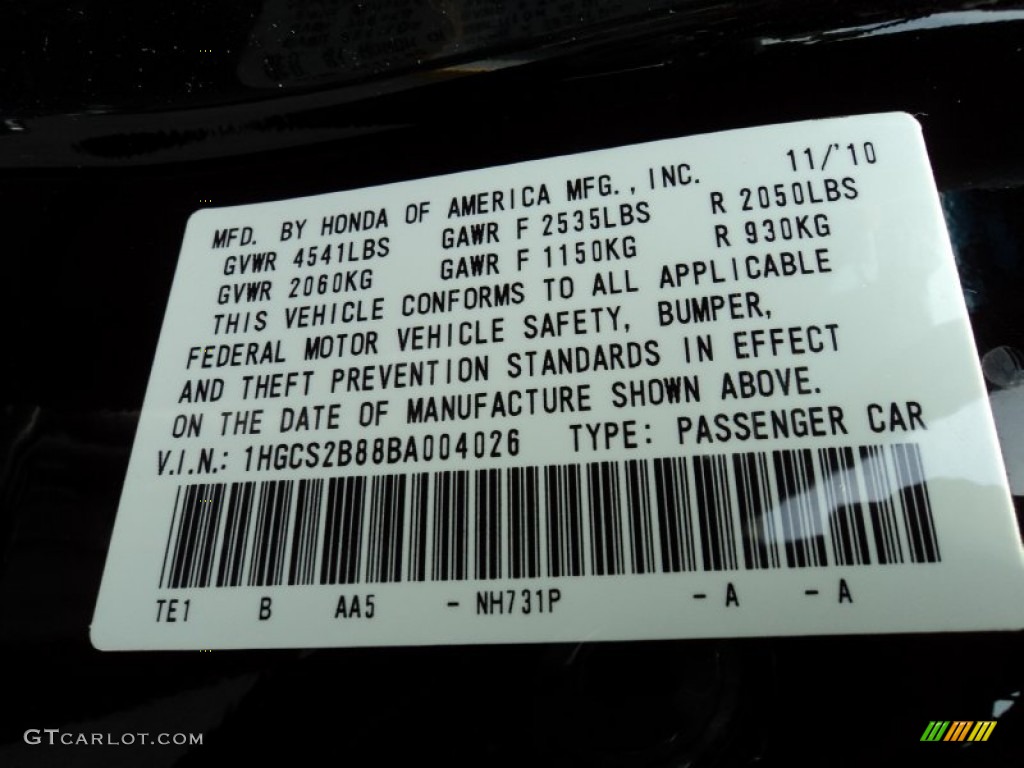 MFD. BY HONDA OF AMERICA MFG., INC. 11/'10
GVWR 4541LBS GAWR F 2535LBS R 2050LBS
GVWR 2060KG GAWR F 1150KG R 930KG
THIS VEHICLE CONFORMS TO ALL APPLICABLE
FEDERAL MOTOR VEHICLE SAFETY, BUMPER,
AND THEFT PREVENTION STANDARDS IN EFFECT
ON THE DATE OF MANUFACTURE SHOWN ABOVE.
V.I.N.: 1HGCS2B88BA004026 TYPE: PASSENGER CAR
TE1 B AA5 - NH731P - A - A
GTCARLOT.COM